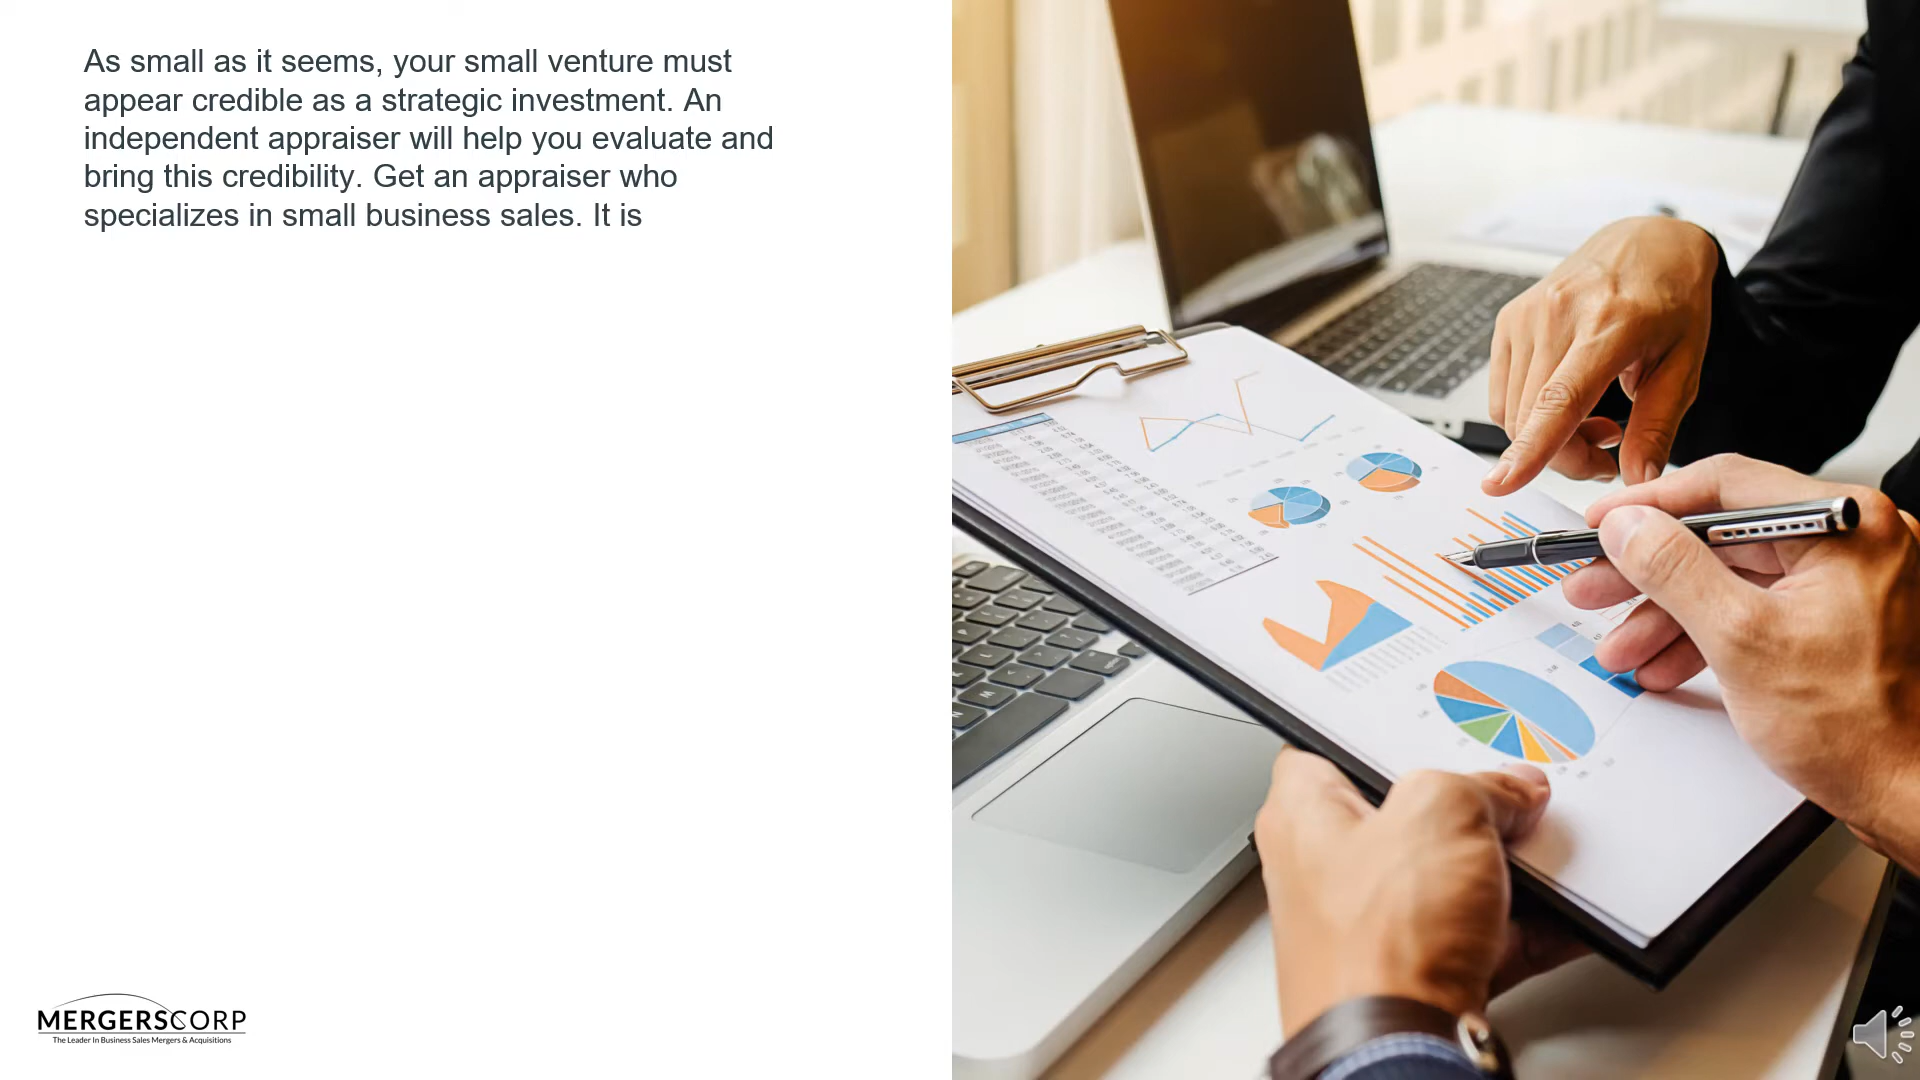 As small as it seems, your small venture must
appear credible as a strategic investment. An
independent appraiser will help you evaluate and
bring this credibility. Get an appraiser who
specializes in small business sales. It is
MERGERSCORP
The Leader In Business Sales Mergers & Acquisitions